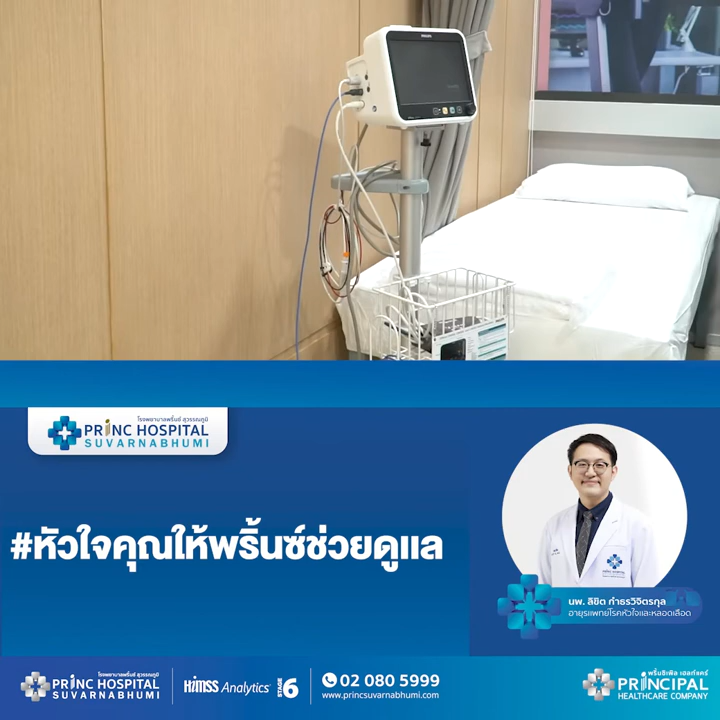 PHILIPS
โรงพยาบาลพริ้นซ์ สุวรรณภูมิ
PRINC HOSPITAL
SUVARNABHUMI
#หัวใจคุณให้พริ้นซ์ช่วยดูแล
นพ. ลิขิต กำธรวิจิตรกุล
อายุรแพทย์โรคหัวใจและหลอดเลือด
โรงพยาบาลพริ้นซ์ สุวรรณภูมิ
PRINC HOSPITAL
SUVARNABHUMI
HIMSS Analytics
STAGE 6
02 080 5999
www.princsuvarnabhumi.com
พริ้นซิเพิล เฮลท์แคร์
PRINCIPAL
HEALTHCARE COMPANY